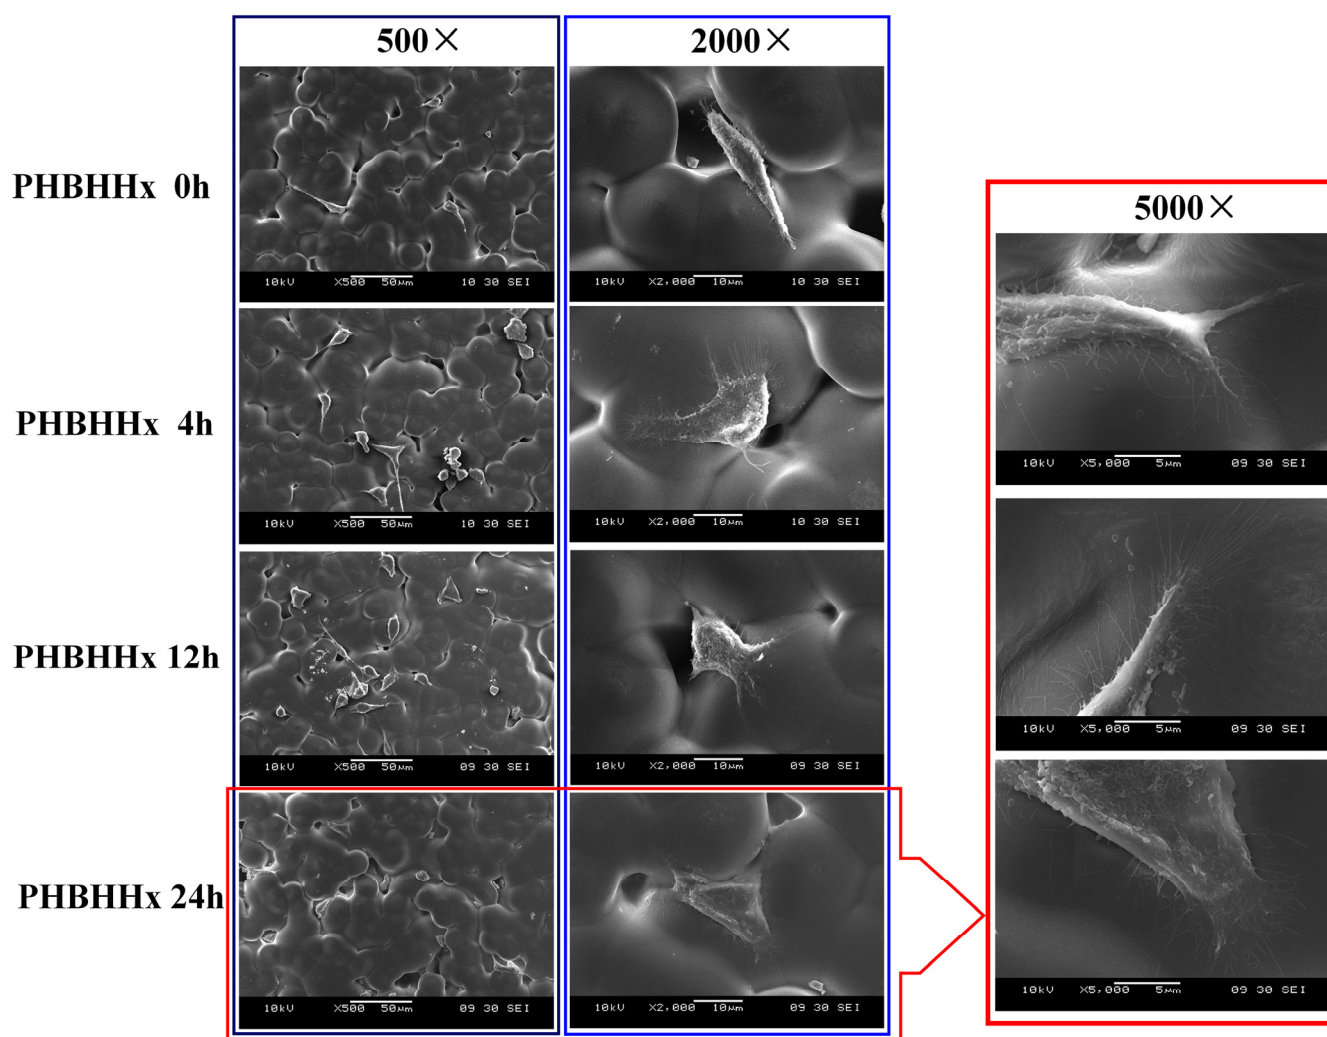 500×
2000×
PHBHHx 0h
10kV X500 50μm 10 30 SEI
10kV X2,000 10μm 10 30 SEI
5000×
10kV X5,000 5μm 09 30 SEI
PHBHHx 4h
10kV X500 50μm 10 30 SEI
10kV X2,000 10μm 10 30 SEI
PHBHHx 12h
10kV X500 50μm 09 30 SEI
10kV X2,000 10μm 09 30 SEI
10kV X5,000 5μm 09 30 SEI
PHBHHx 24h
10kV X500 50μm 09 30 SEI
10kV X2,000 10μm 09 30 SEI
10kV X5,000 5μm 09 30 SEI